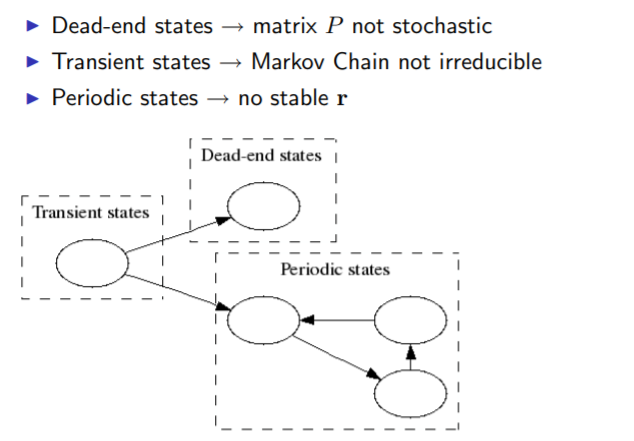 ▶ Dead-end states → matrix P not stochastic
▶ Transient states → Markov Chain not irreducible
▶ Periodic states → no stable r
Dead-end states
Transient states
Periodic states